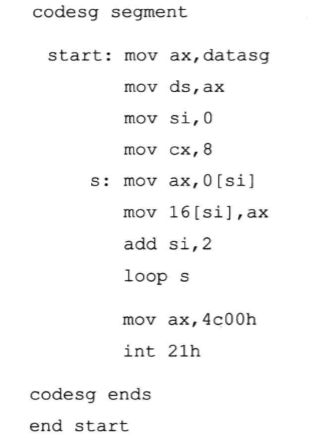 codesg segment
start: mov ax,datasg
mov ds,ax
mov si,0
mov cx,8
s: mov ax,0[si]
mov 16[si],ax
add si,2
loop s
mov ax,4c00h
int 21h
codesg ends
end start